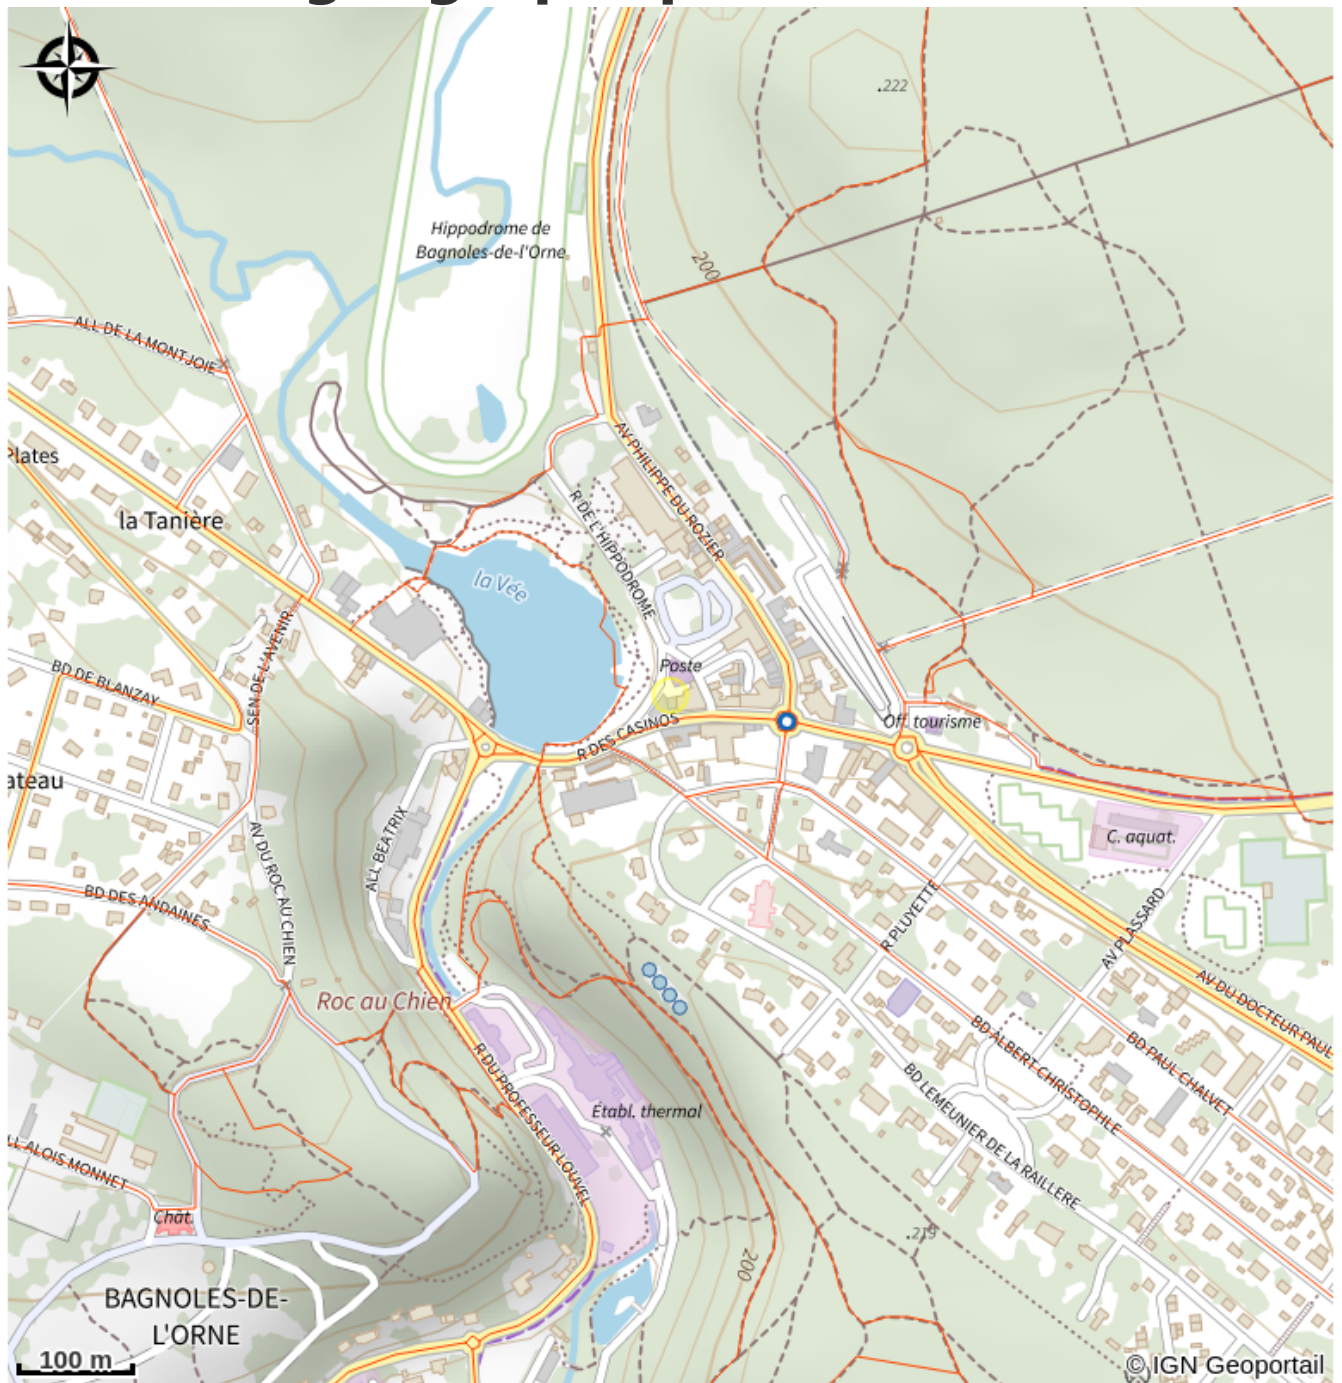 .222
Hippodrome de
Bagnoles-de-l'Orne
200
ALL DE LA MONTJOIE
Plates
AV PHILIPPE DU ROZIER
la Tanière
R DE L'HIPPODROME
la Vée
SEN DE L'AVENIR
BD DE BLANZAY
Poste
R DES CASINOS
Off. tourisme
ateau
ALL BEATRIX
AV DU ROC AU CHIEN
C. aquat.
BD DES ANDAINES
R PLUYETTE
AV PLASSARD
Roc au Chien
AV DU DOCTEUR PAUL
BD ALBERT CHRISTOPHLE
BD PAUL CHALVET
R DU PROFESSEUR LOUVEL
BD LEMEUNIER DE LA RAILLERE
Établ. thermal
ALOIS MONNET
Chât.
.219
200
BAGNOLES-DE-
L'ORNE
100 m
© IGN Geoportail